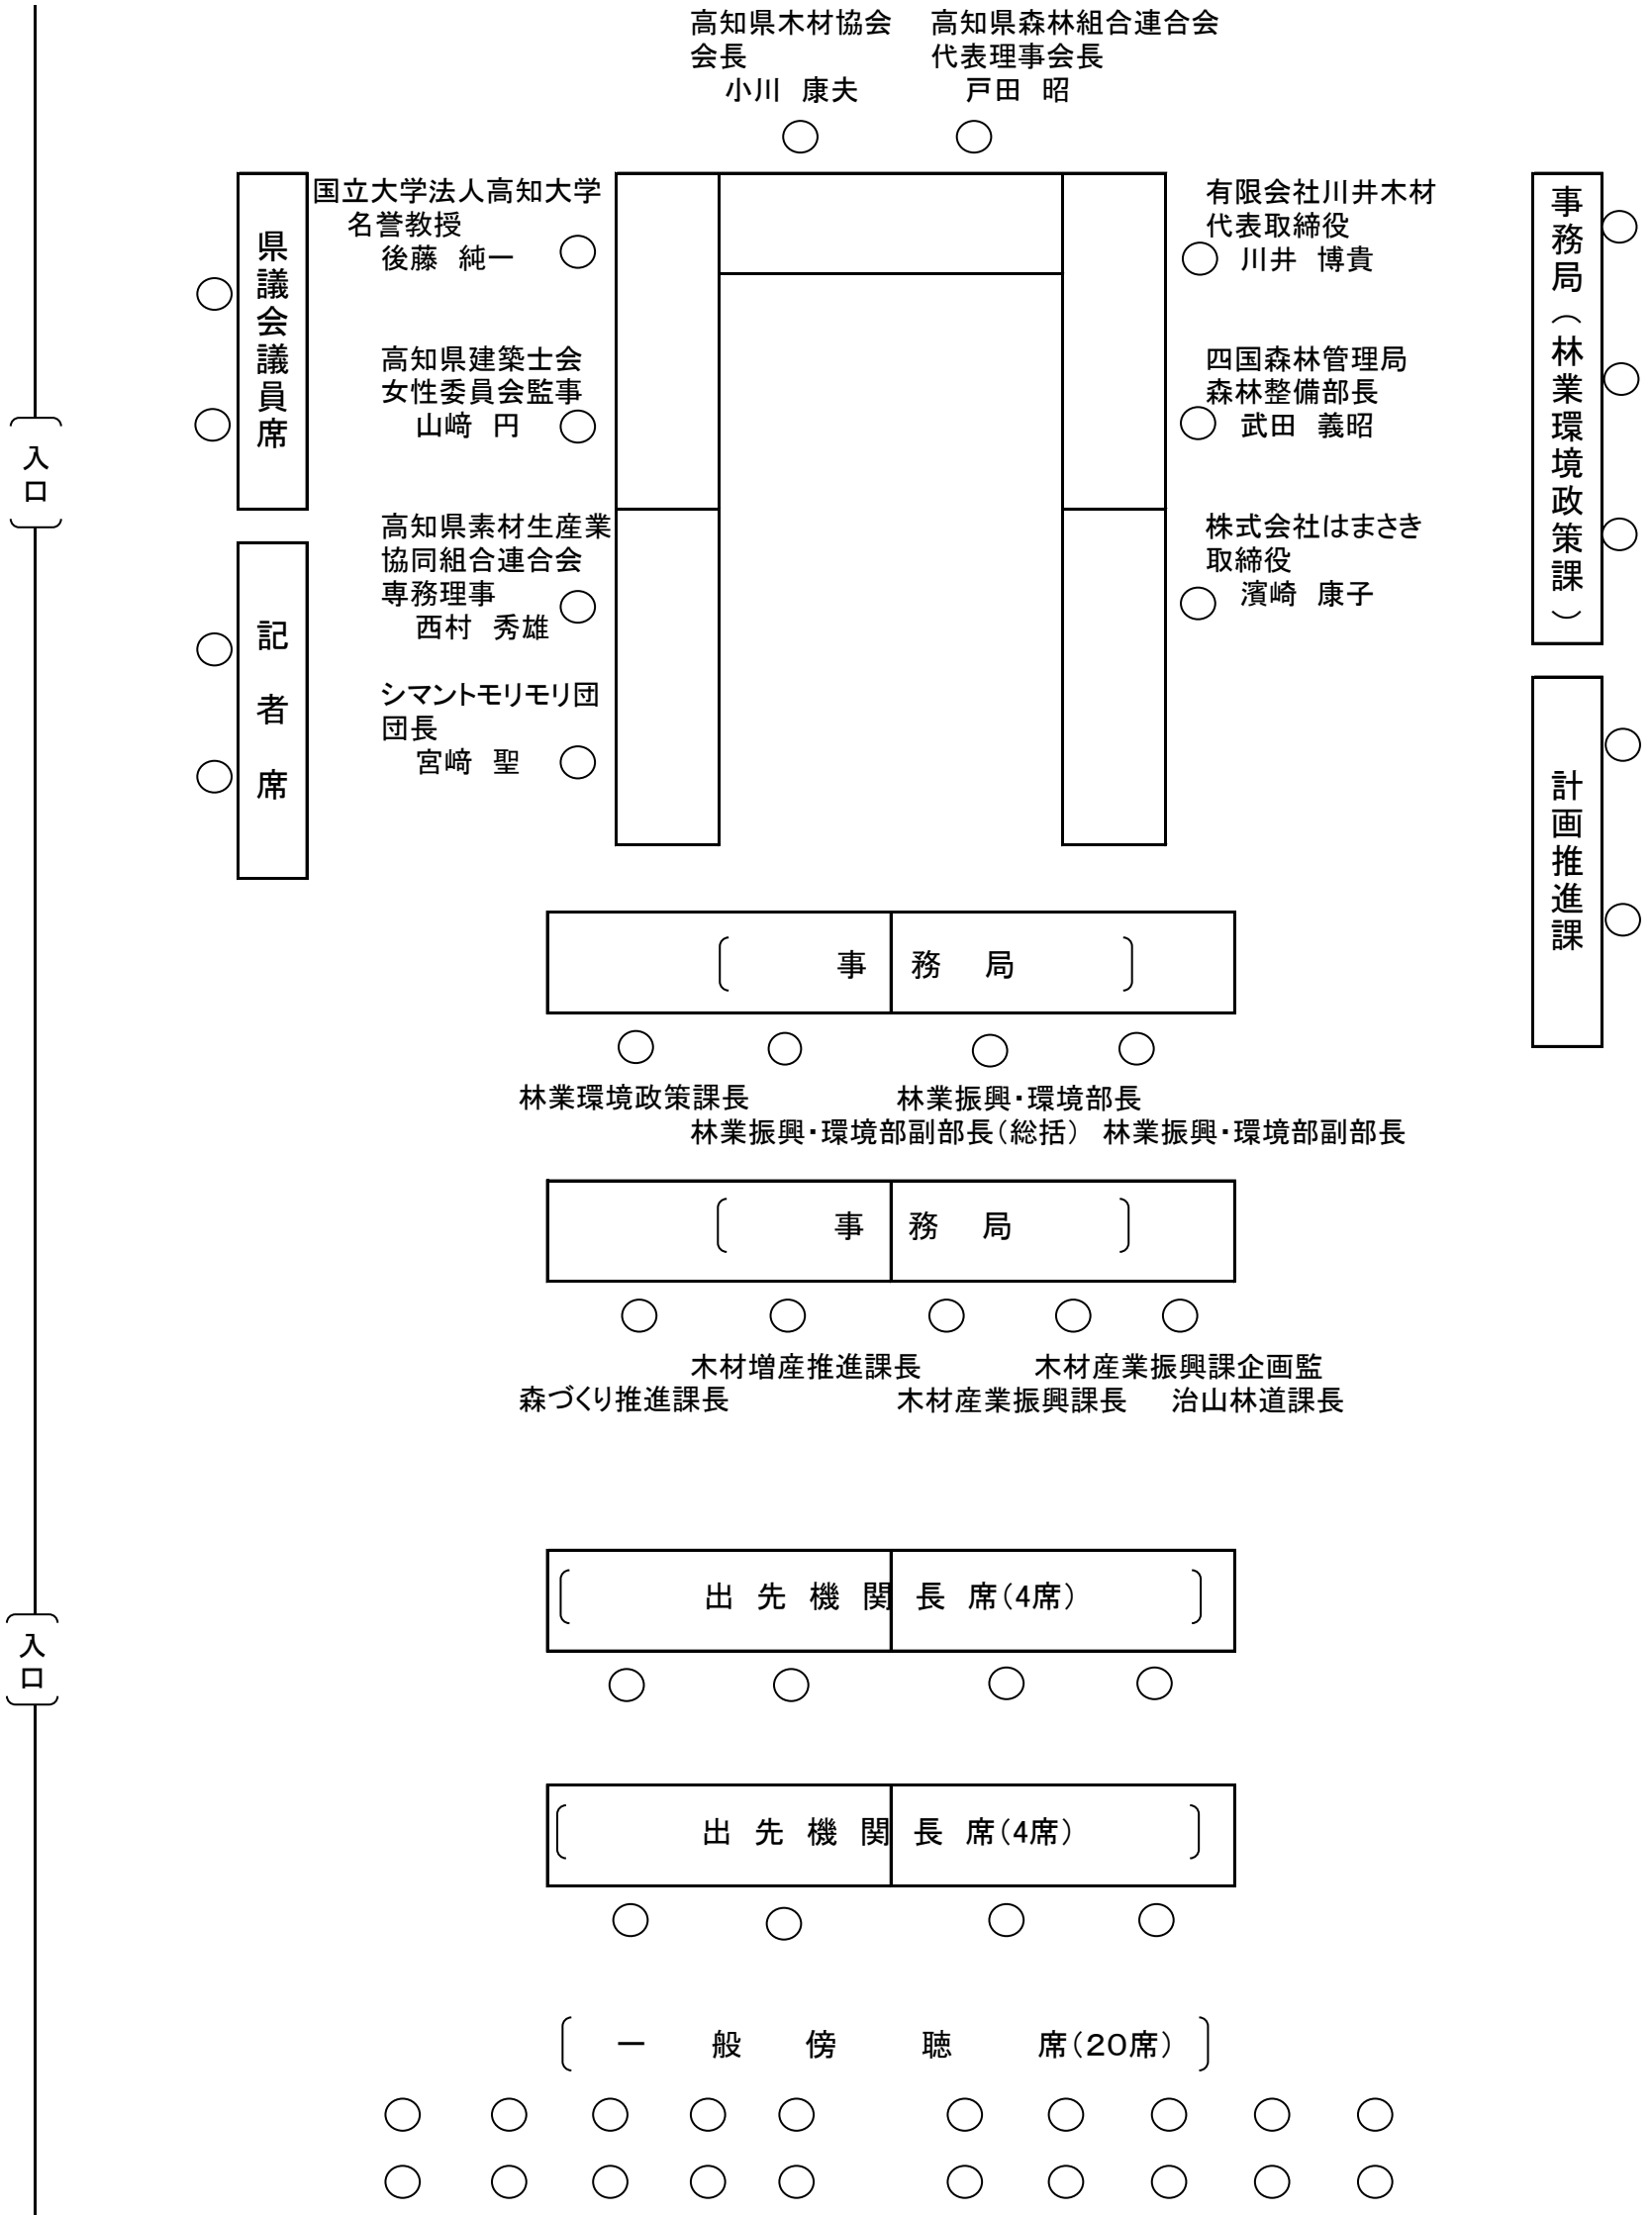 高知県木材協会
会長
小川　康夫
高知県森林組合連合会
代表理事会長
戸田　昭
県議会議員席
国立大学法人高知大学
名誉教授
後藤　純一
有限会社川井木材
代表取締役
川井　博貴
事務局（林業環境政策課）
入口
高知県建築士会
女性委員会監事
山﨑　円
四国森林管理局
森林整備部長
武田　義昭
記者席
高知県素材生産業
協同組合連合会
専務理事
西村　秀雄
株式会社はまさき
取締役
濱崎　康子
シマントモリモリ団
団長
宮﨑　聖
計画推進課
事　務　局
林業環境政策課長
林業振興・環境部長
林業振興・環境部副部長（総括）
林業振興・環境部副部長
事　務　局
木材増産推進課長
木材産業振興課企画監
森づくり推進課長
木材産業振興課長
治山林道課長
入口
出　先　機　関　長　席（4席）
出　先　機　関　長　席（4席）
一　般　傍　聴　席（20席）